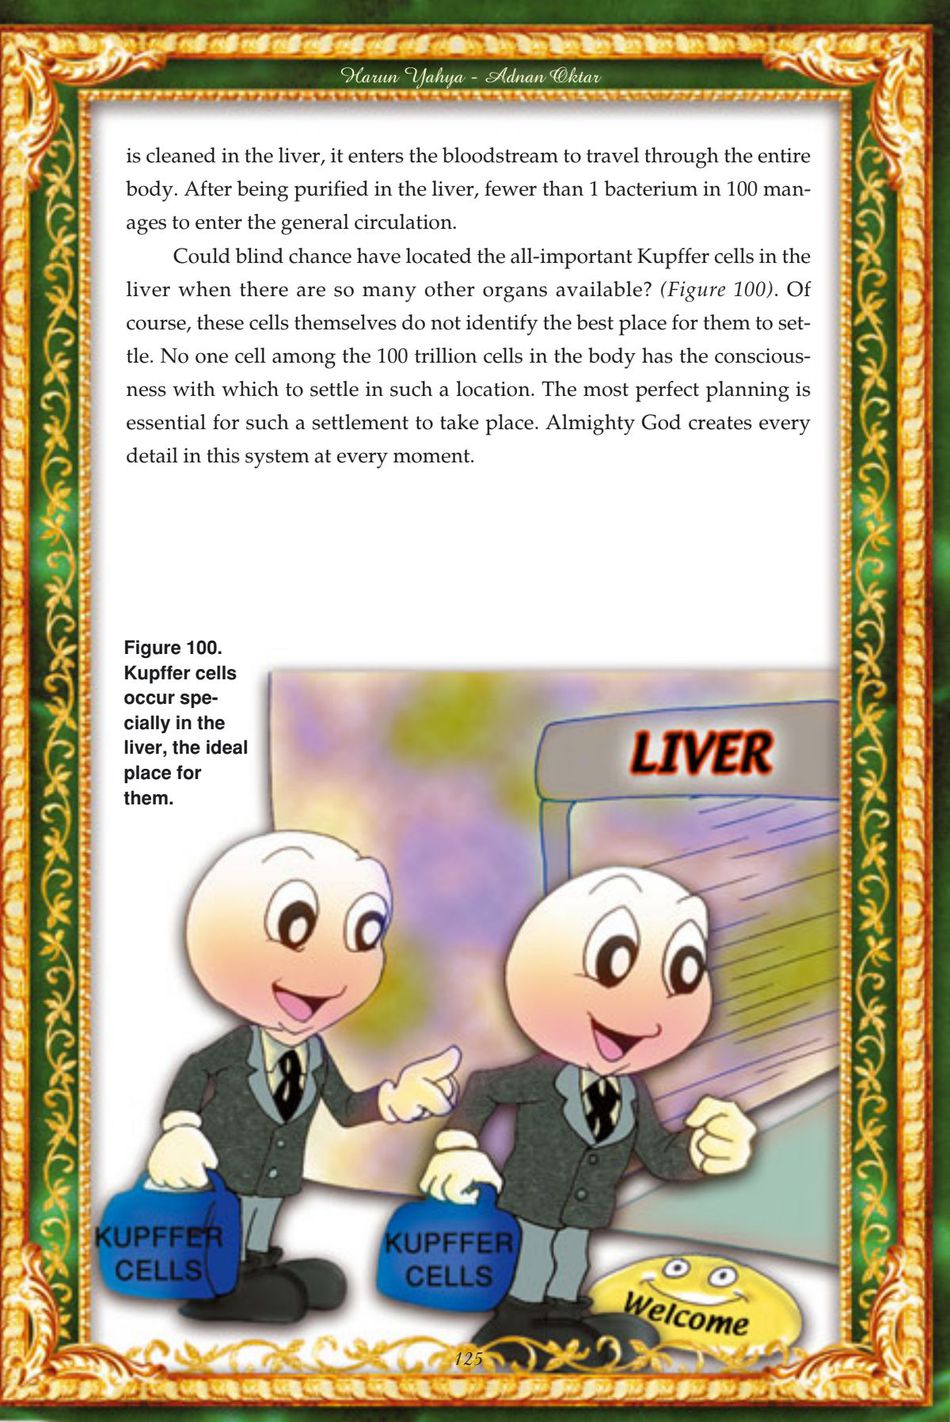 Harun Yahya - Adnan Oktar
is cleaned in the liver, it enters the bloodstream to travel through the entire
body. After being purified in the liver, fewer than 1 bacterium in 100 man-
ages to enter the general circulation.
Could blind chance have located the all-important Kupffer cells in the
liver when there are so many other organs available? (Figure 100). Of
course, these cells themselves do not identify the best place for them to set-
tle. No one cell among the 100 trillion cells in the body has the conscious-
ness with which to settle in such a location. The most perfect planning is
essential for such a settlement to take place. Almighty God creates every
detail in this system at every moment.
Figure 100.
Kupffer cells
occur spe-
cially in the
liver, the ideal
place for
them.
LIVER
KUPFFER
CELLS
KUPFFER
CELLS
Welcome
125